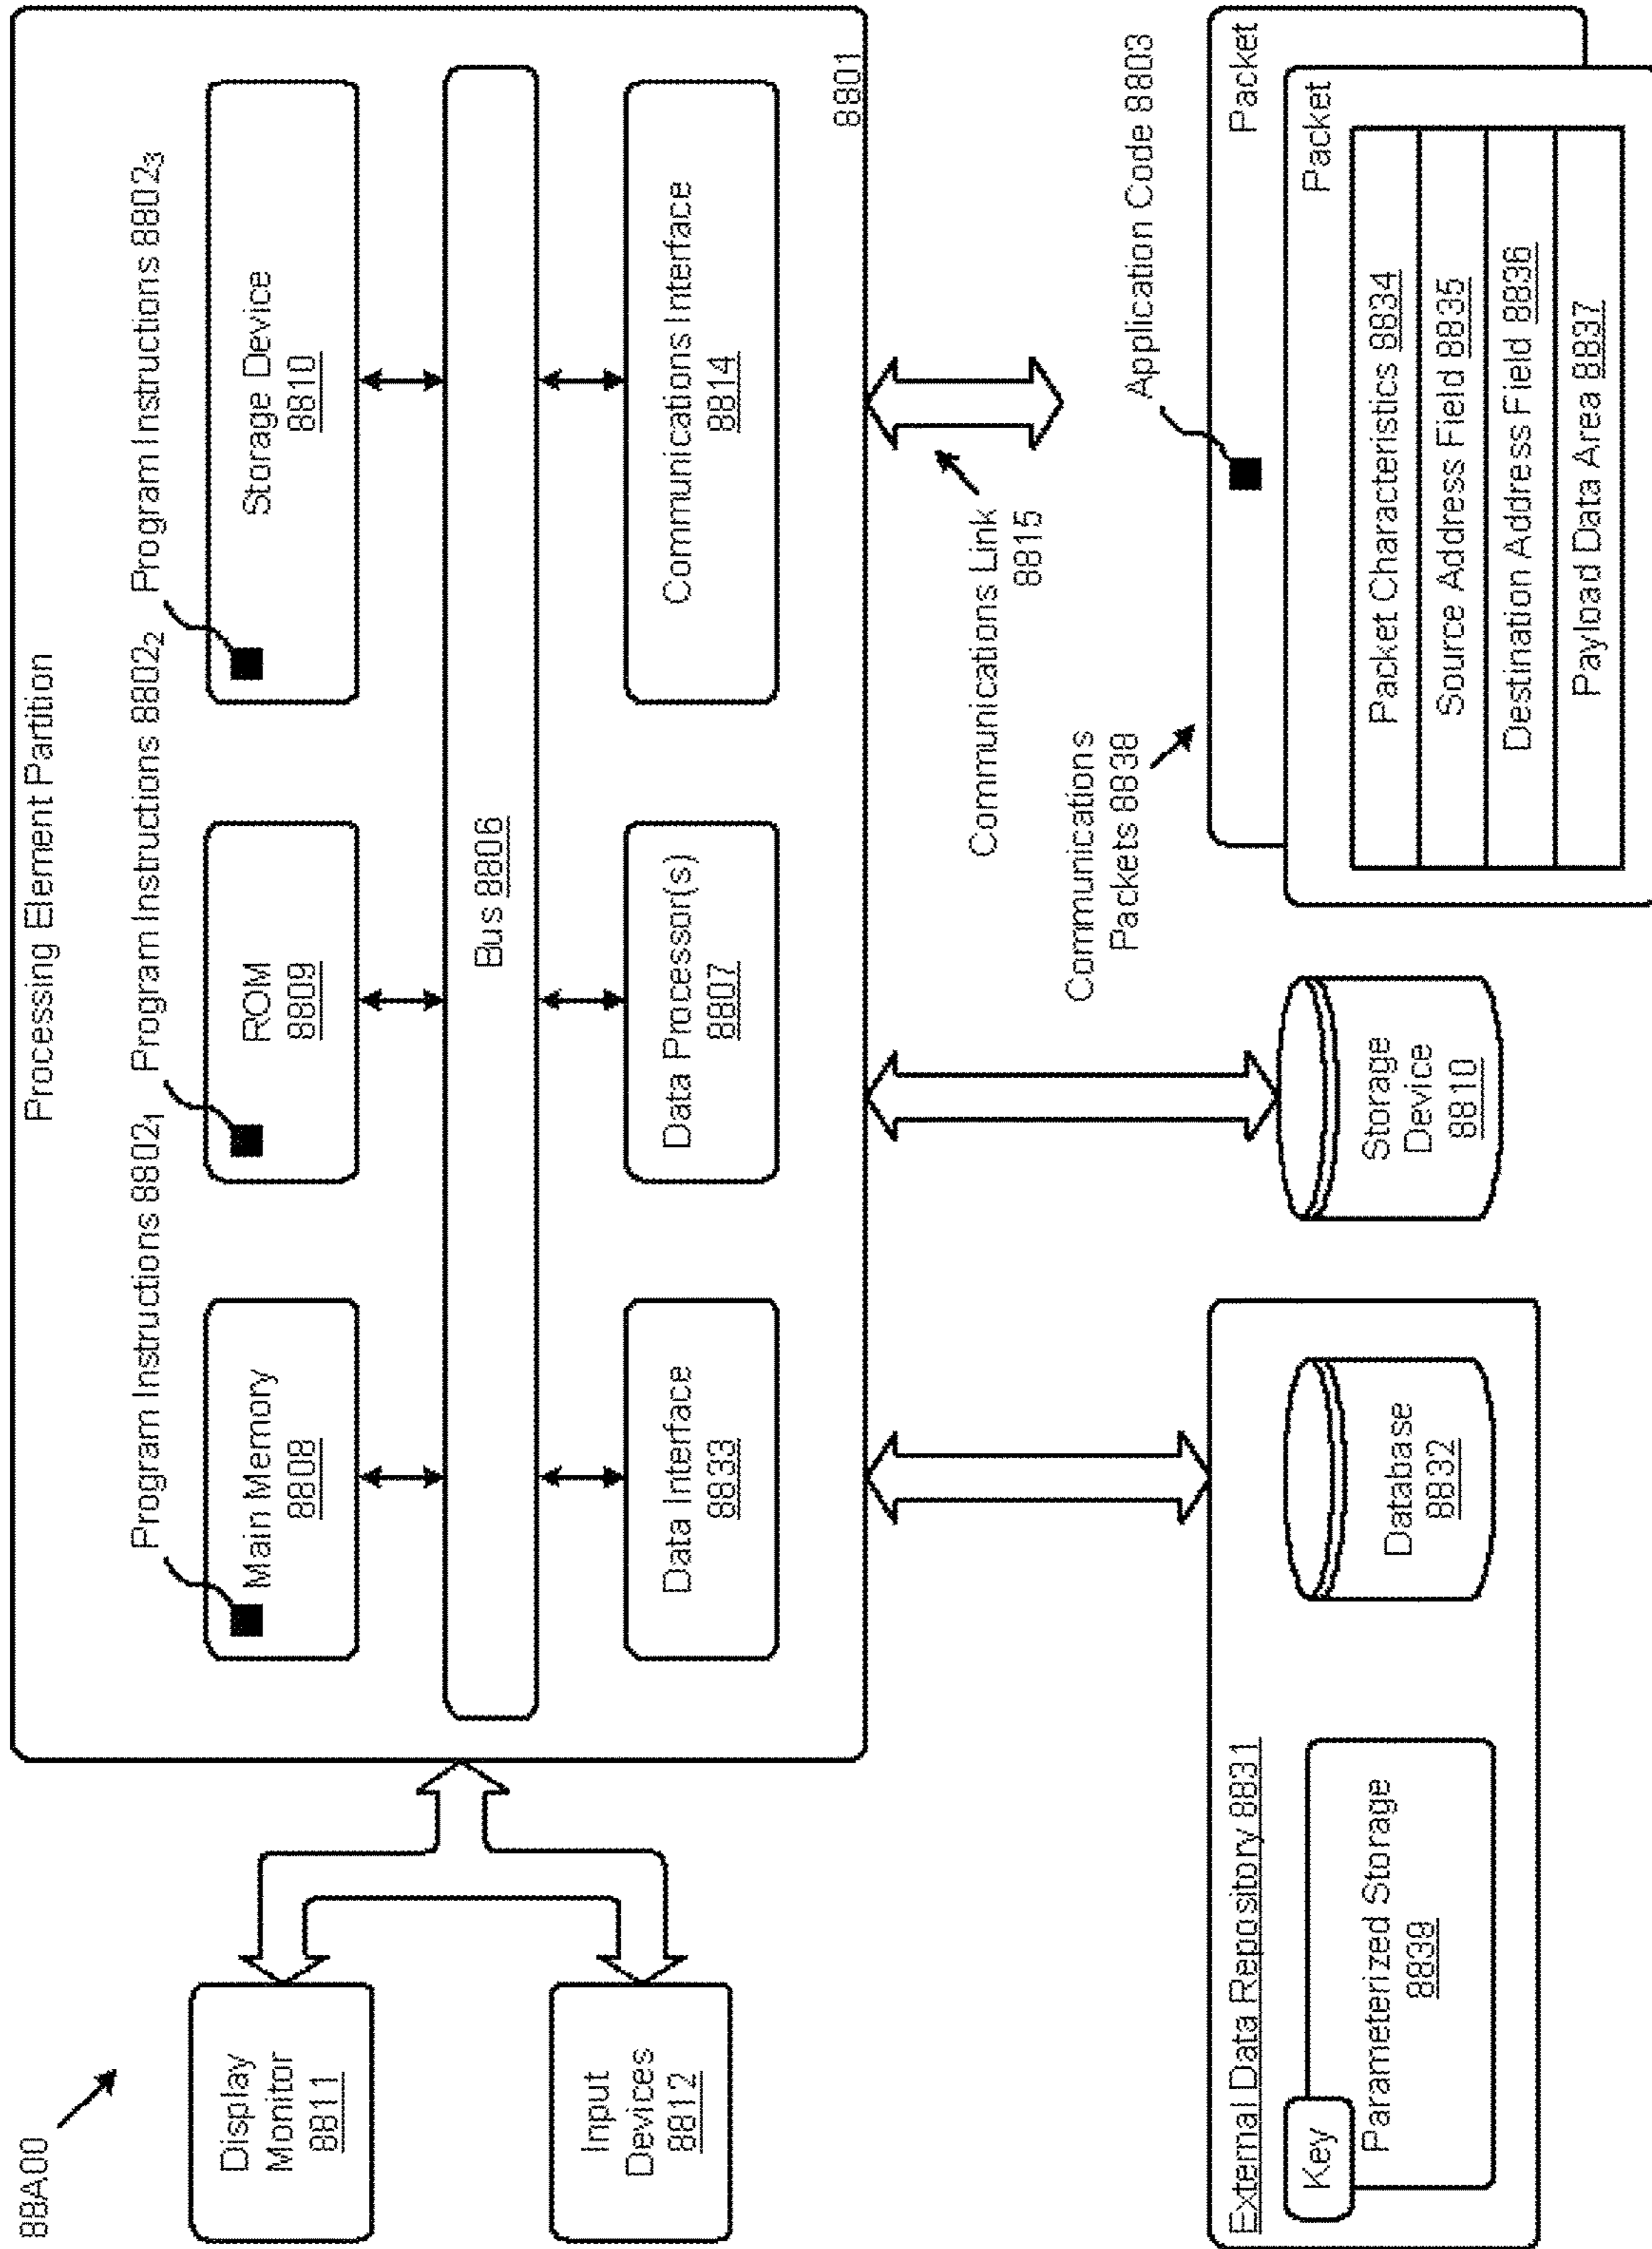 88A00
Processing Element Partition
Program Instructions 8802₁
Program Instructions 8802₂
Program Instructions 8802₃
Display
Monitor
8811
Input
Devices
8812
Main Memory
8808
ROM
8809
Storage Device
8810
Bus 8806
Data Interface
8833
Data Processor(s)
8807
Communications Interface
8814
8801
Communications Link
8815
External Data Repository 8831
Key
Parameterized Storage
8839
Database
8832
Storage
Device
8810
Communications
Packets 8838
Application Code 8803
Packet
Packet
Packet Characteristics 8834
Source Address Field 8835
Destination Address Field 8836
Payload Data Area 8837